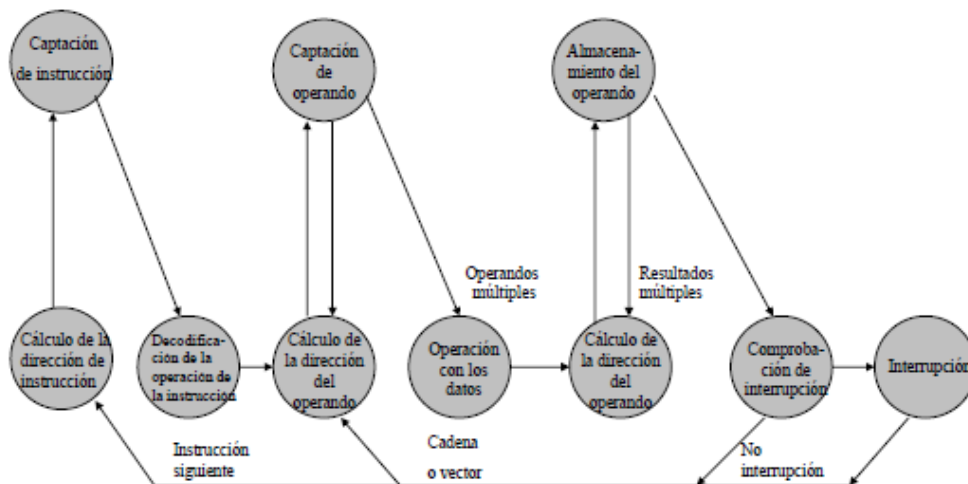 Captación
de instrucción
Captación
de
operando
Almacena-
miento del
operando
Operandos
múltiples
Resultados
múltiples
Cálculo de la
dirección de
instrucción
Decodifica-
ción de la
operación de
la instrucción
Cálculo de
la dirección
del
operando
Operación
con los
datos
Cálculo de
la dirección
del
operando
Comproba-
ción de
interrupción
Interrupción
Instrucción
siguiente
Cadena
o vector
No
interrupción